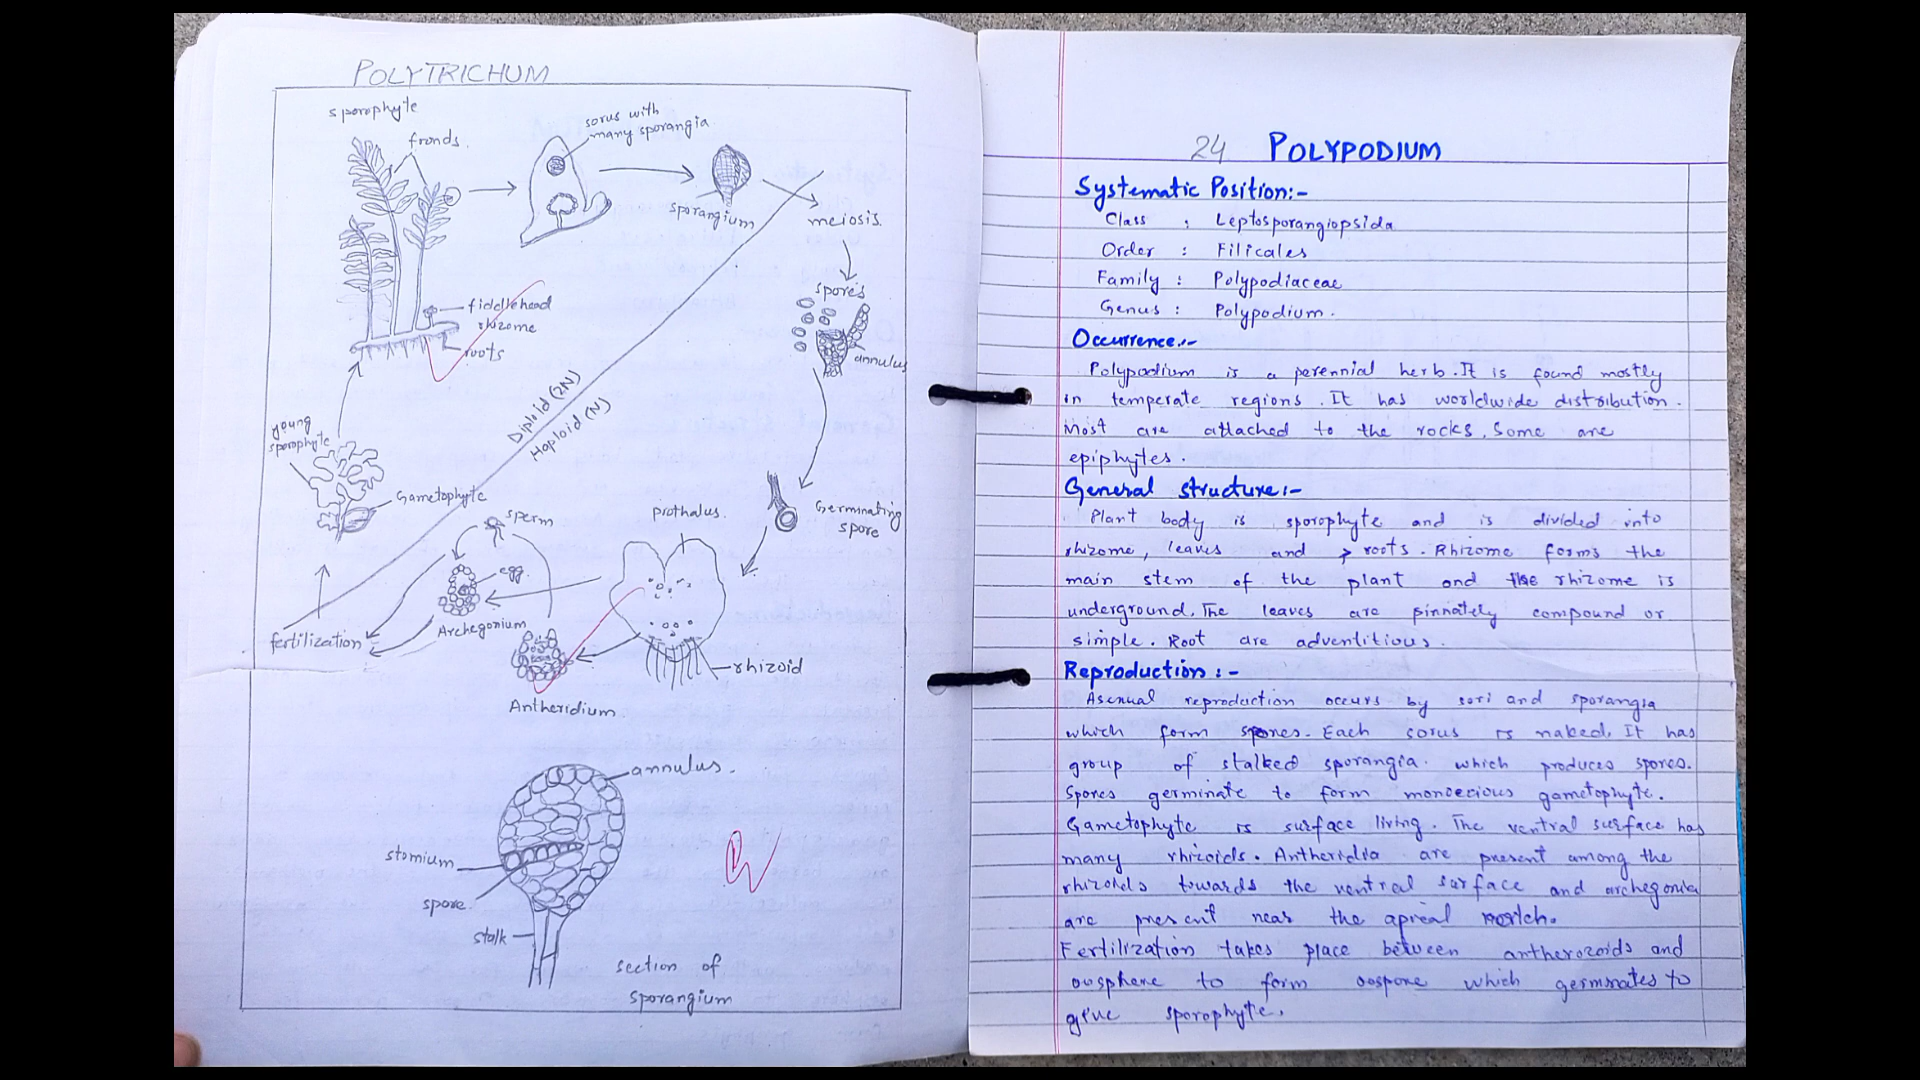 POLYTRICHUM
sporophyte
fronds.
sorus with
many sporangia
sporangium
meiosis.
spores
annulus
fiddlehead
rhizome
roots
Diploid (2N)
Haploid (N)
young
sporophyte
Gametophyte
sperm
egg
Archegonium
fertilization
prothalus.
Germinating
spore
rhizoid
Antheridium
annulus.
stomium
spore
stalk
section of
sporangium
24 POLYPODIUM
Systematic Position:-
Class : Leptosporangiopsida
Order : Filicales
Family : Polypodiaceae
Genus : Polypodium.
Occurrence:-
Polypodium is a perennial herb. It is found mostly
in temperate regions. It has worldwide distribution.
Most are attached to the rocks. Some are
epiphytes.
General structure:-
Plant body is sporophyte and is divided into
rhizome, leaves and roots. Rhizome forms the
main stem of the plant and the rhizome is
underground. The leaves are pinnately compound or
simple. Root are adventitious.
Reproduction:-
Asexual reproduction occurs by sori and sporangia
which form spores. Each sorus is naked. It has
group of stalked sporangia. which produces spores.
Spores germinate to form monoecious gametophyte.
Gametophyte is surface living. The ventral surface has
many rhizoids. Antheridia are present among the
rhizoids towards the ventral surface and archegonia
are present near the apical notch.
Fertilization takes place between antherozoids and
oosphere to form oospore which germinates to
give sporophyte.